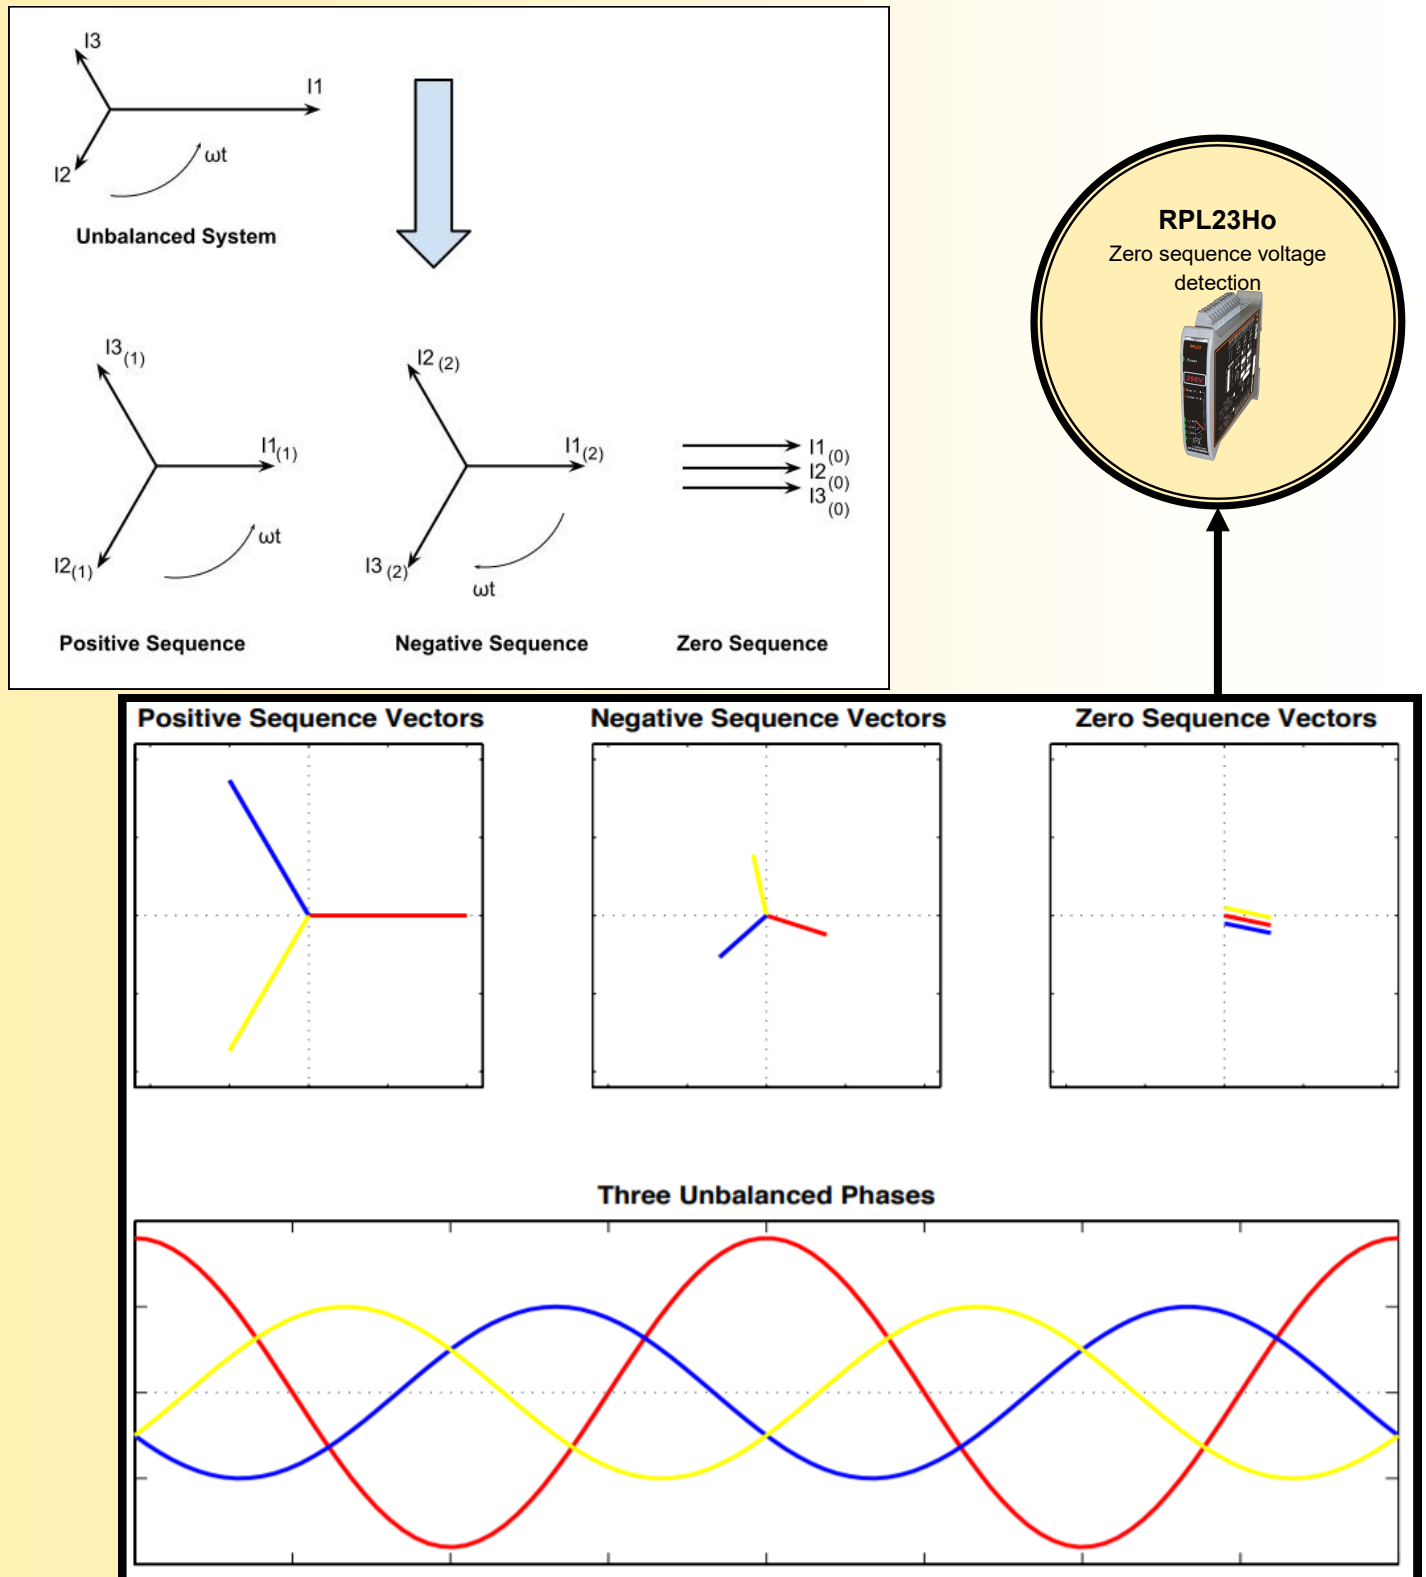 I3
I1
I2
ωt
Unbalanced System
I3(1)
I1(1)
I2(1)
ωt
Positive Sequence
I2(2)
I1(2)
I3(2)
ωt
Negative Sequence
I1(0)
I2(0)
I3(0)
Zero Sequence
RPL23Ho
Zero sequence voltage
detection
RPL23
Power
Positive Sequence Vectors
Negative Sequence Vectors
Zero Sequence Vectors
Three Unbalanced Phases